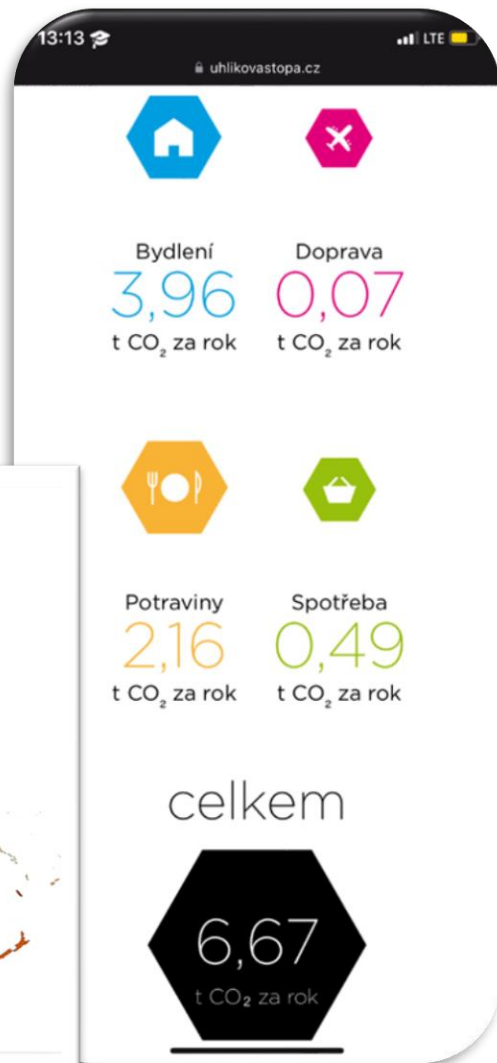 13:13 LTE
uhlikovastopa.cz
Bydlení Doprava
3,96 0,07
t CO₂ za rok t CO₂ za rok
Potraviny Spotřeba
2,16 0,49
t CO₂ za rok t CO₂ za rok
celkem
6,67
t CO₂ za rok